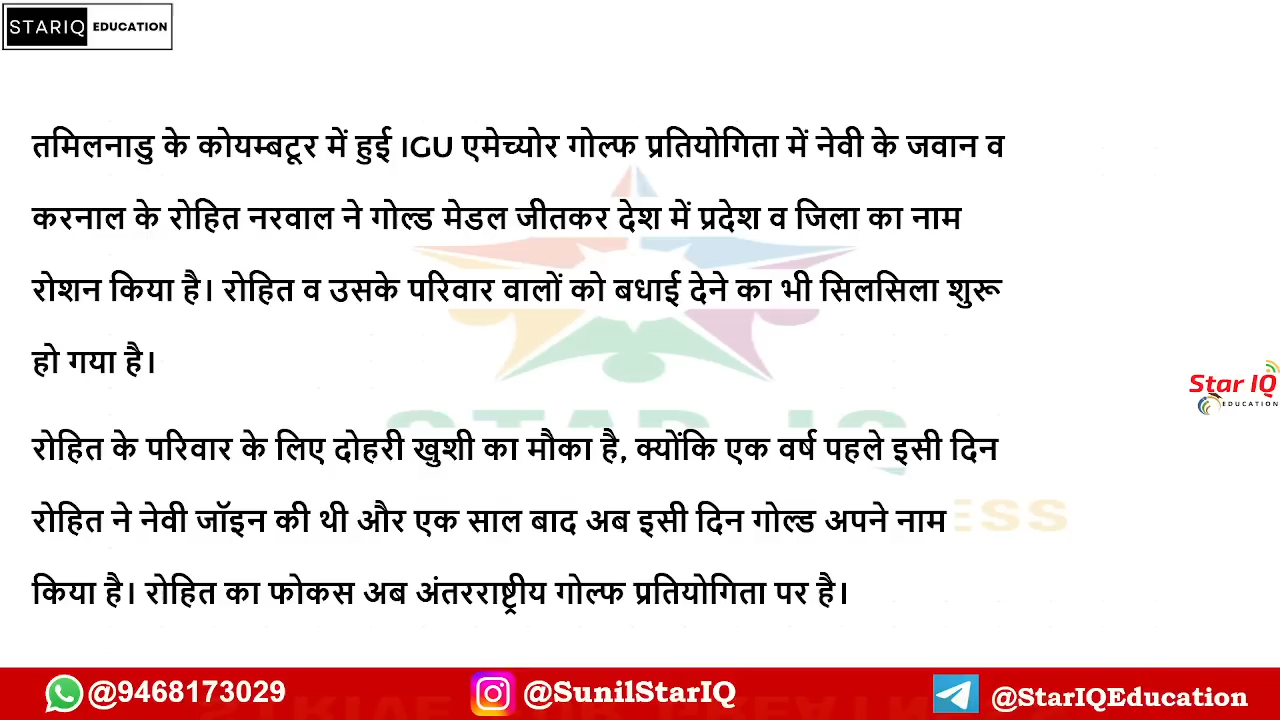 STARIQ EDUCATION
तमिलनाडु के कोयम्बटूर में हुई IGU एमेच्योर गोल्फ प्रतियोगिता में नेवी के जवान व
करनाल के रोहित नरवाल ने गोल्ड मेडल जीतकर देश में प्रदेश व जिला का नाम
रोशन किया है। रोहित व उसके परिवार वालों को बधाई देने का भी सिलसिला शुरू
हो गया है।
Star IQ
EDUCATION
STAR IQ
रोहित के परिवार के लिए दोहरी खुशी का मौका है, क्योंकि एक वर्ष पहले इसी दिन
रोहित ने नेवी जॉइन की थी और एक साल बाद अब इसी दिन गोल्ड अपने नाम
किया है। रोहित का फोकस अब अंतरराष्ट्रीय गोल्फ प्रतियोगिता पर है।
@9468173029 @SunilStarIQ @StarIQEducation